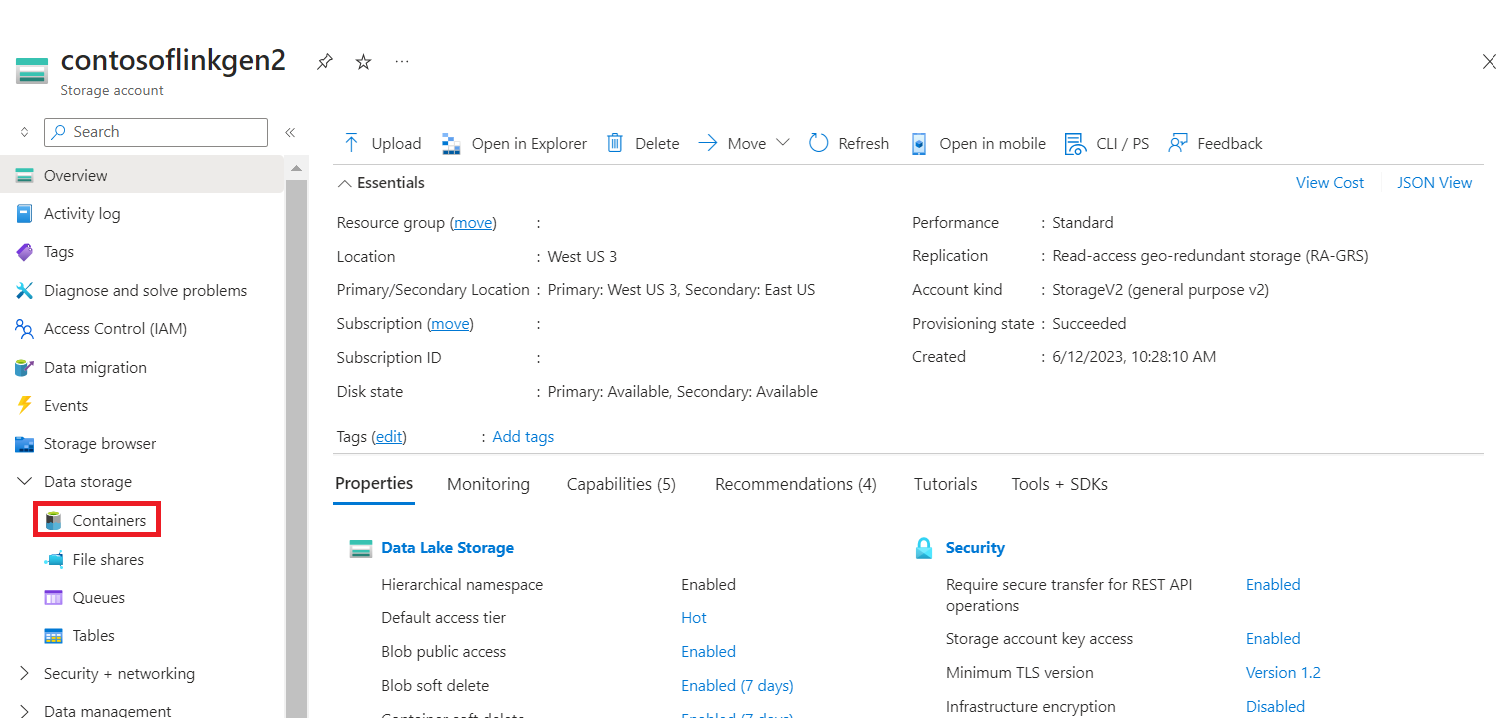 contosoflinkgen2
Storage account
Search
Overview
Activity log
Tags
Diagnose and solve problems
Access Control (IAM)
Data migration
Events
Storage browser
Data storage
Containers
File shares
Queues
Tables
Security + networking
Data management
Upload Open in Explorer Delete Move Refresh Open in mobile CLI / PS Feedback
Essentials View Cost JSON View
Resource group (move) :
Location : West US 3
Primary/Secondary Location : Primary: West US 3, Secondary: East US
Subscription (move) :
Subscription ID :
Disk state : Primary: Available, Secondary: Available
Performance : Standard
Replication : Read-access geo-redundant storage (RA-GRS)
Account kind : StorageV2 (general purpose v2)
Provisioning state : Succeeded
Created : 6/12/2023, 10:28:10 AM
Tags (edit) : Add tags
Properties Monitoring Capabilities (5) Recommendations (4) Tutorials Tools + SDKs
Data Lake Storage
Hierarchical namespace Enabled
Default access tier Hot
Blob public access Enabled
Blob soft delete Enabled (7 days)
Container soft delete Enabled (7 days)
Security
Require secure transfer for REST API Enabled
operations
Storage account key access Enabled
Minimum TLS version Version 1.2
Infrastructure encryption Disabled